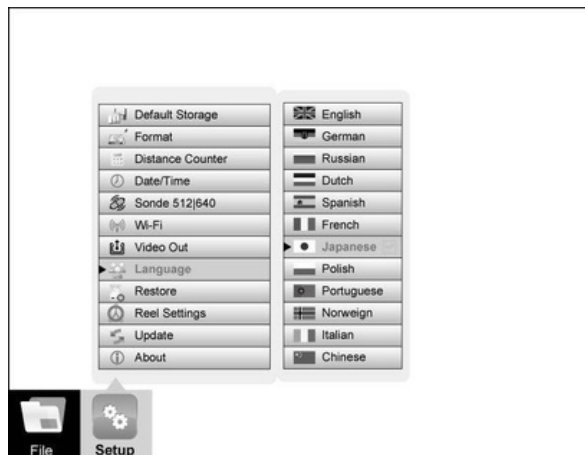 Default Storage
Format
Distance Counter
Date/Time
Sonde 512|640
Wi-Fi
Video Out
Language
Restore
Reel Settings
Update
About
English
German
Russian
Dutch
Spanish
French
Japanese
Polish
Portuguese
Norweign
Italian
Chinese
File
Setup